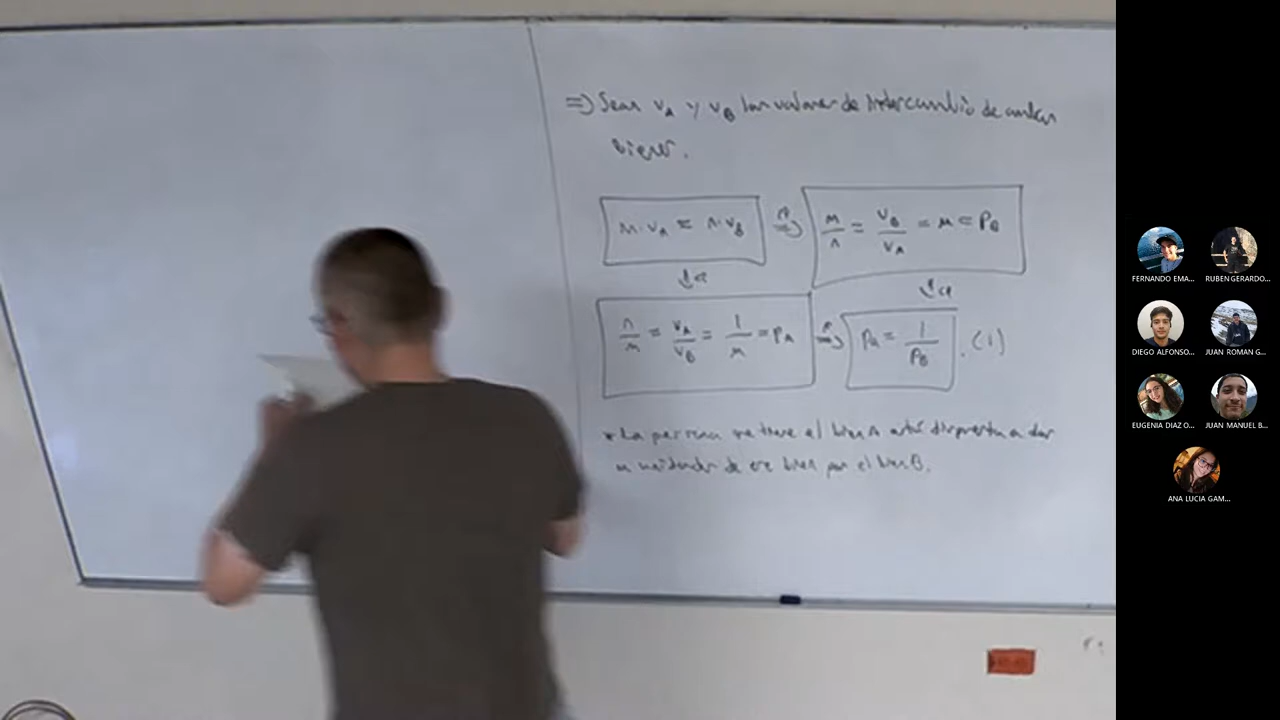 ⇒) Sean v_A y v_B los valores de intercambio de ambos
bienes.
m·v_A = n·v_B ⇒ m/n = v_B/v_A = μ = P_B
n/m = v_A/v_B = 1/μ = P_A ⇒ P_A = 1/P_B . (1)
* La persona que tiene el bien A está dispuesta a dar
μ unidades de ese bien por el bien B.
FERNANDO EMA...
RUBEN GERARDO...
DIEGO ALFONSO...
JUAN ROMAN G...
EUGENIA DIAZ O...
JUAN MANUEL B...
ANA LUCIA GAM...